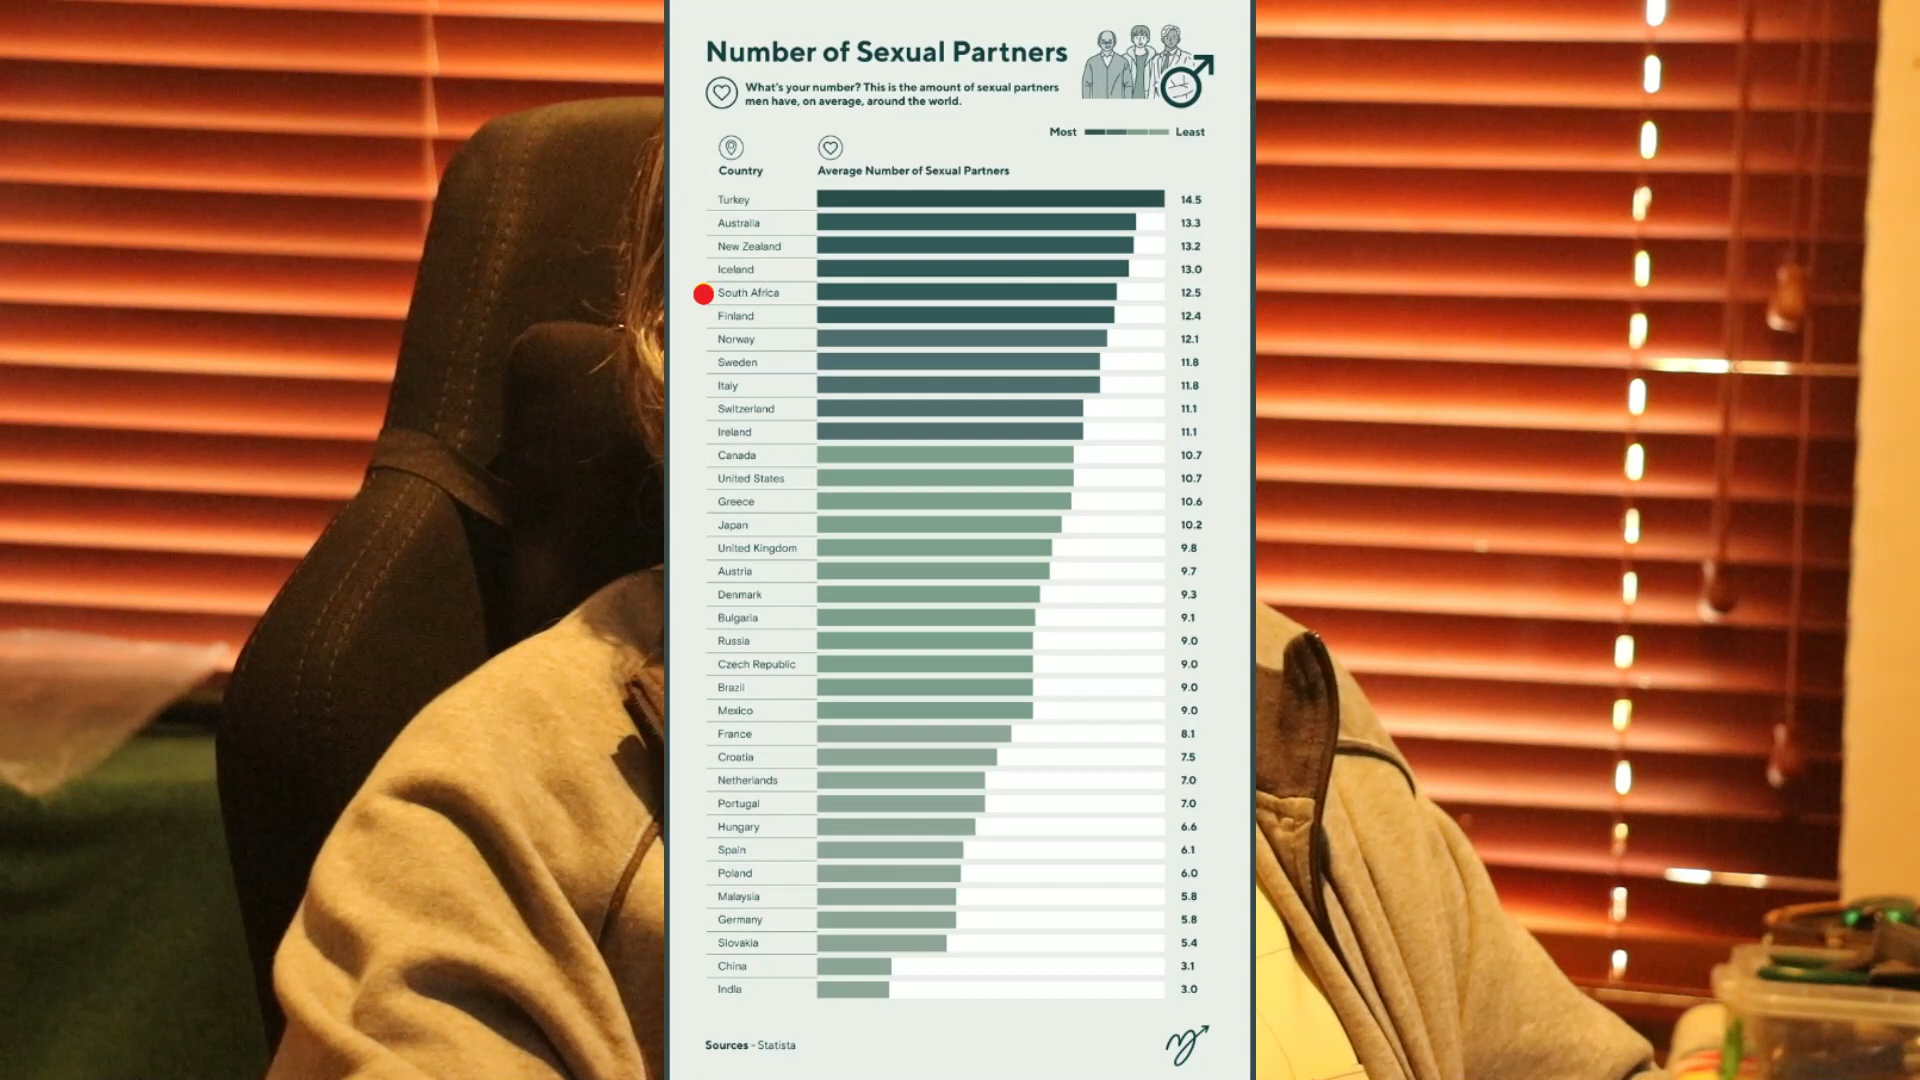 Number of Sexual Partners
What's your number? This is the amount of sexual partners
men have, on average, around the world.
Most Least
Country Average Number of Sexual Partners
Turkey 14.5
Australia 13.3
New Zealand 13.2
Iceland 13.0
South Africa 12.5
Finland 12.4
Norway 12.1
Sweden 11.8
Italy 11.8
Switzerland 11.1
Ireland 11.1
Canada 10.7
United States 10.7
Greece 10.6
Japan 10.2
United Kingdom 9.8
Austria 9.7
Denmark 9.3
Bulgaria 9.1
Russia 9.0
Czech Republic 9.0
Brazil 9.0
Mexico 9.0
France 8.1
Croatia 7.5
Netherlands 7.0
Portugal 7.0
Hungary 6.6
Spain 6.1
Poland 6.0
Malaysia 5.8
Germany 5.8
Slovakia 5.4
China 3.1
India 3.0
Sources - Statista